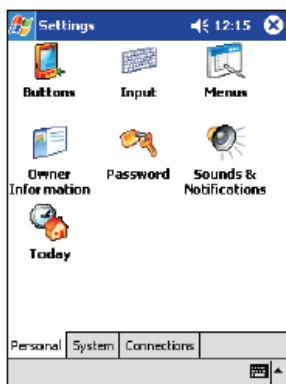 Settings 12:15
Buttons Input Menus
Owner Information Password Sounds & Notifications
Today
Personal System Connections